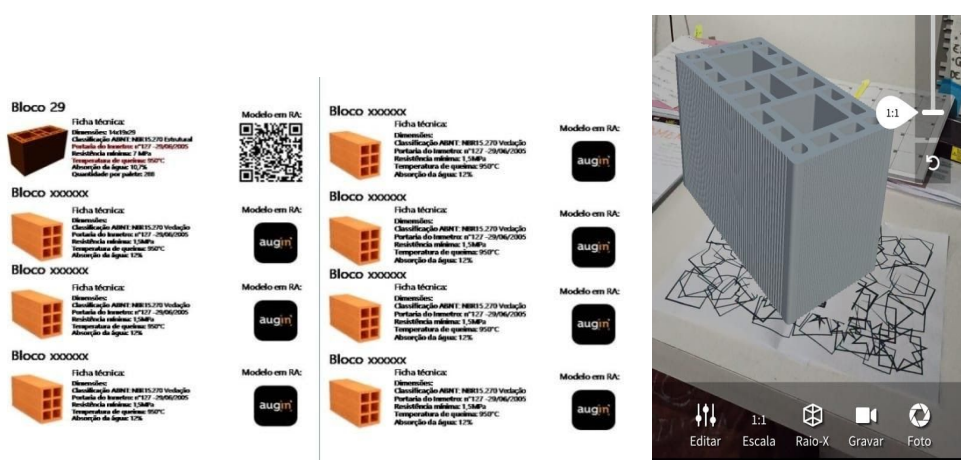 Bloco 29
Ficha técnica:
Dimensões: 14x19x29
Classificação ABNT: NBR15.270 Estrutural
Portaria do Inmetro: nº127 -29/06/2005
Resistência mínima: 7 MPa
Temperatura de queima: 950°C
Absorção da água: 10,7%
Quantidade por palete: 288
Modelo em RA:
Bloco xxxxxx
Ficha técnica:
Dimensões:
Classificação ABNT: NBR15.270 Vedação
Portaria do Inmetro: nº127 -29/06/2005
Resistência mínima: 1,5MPa
Temperatura de queima: 950°C
Absorção da água: 12%
Modelo em RA:
augin
Bloco xxxxxx
Ficha técnica:
Dimensões:
Classificação ABNT: NBR15.270 Vedação
Portaria do Inmetro: nº127 -29/06/2005
Resistência mínima: 1,5MPa
Temperatura de queima: 950°C
Absorção da água: 12%
Modelo em RA:
augin
Bloco xxxxxx
Ficha técnica:
Dimensões:
Classificação ABNT: NBR15.270 Vedação
Portaria do Inmetro: nº127 -29/06/2005
Resistência mínima: 1,5MPa
Temperatura de queima: 950°C
Absorção da água: 12%
Modelo em RA:
augin
Bloco xxxxxx
Ficha técnica:
Dimensões:
Classificação ABNT: NBR15.270 Vedação
Portaria do Inmetro: nº127 -29/06/2005
Resistência mínima: 1,5MPa
Temperatura de queima: 950°C
Absorção da água: 12%
Modelo em RA:
augin
Bloco xxxxxx
Ficha técnica:
Dimensões:
Classificação ABNT: NBR15.270 Vedação
Portaria do Inmetro: nº127 -29/06/2005
Resistência mínima: 1,5MPa
Temperatura de queima: 950°C
Absorção da água: 12%
Modelo em RA:
augin
Bloco xxxxxx
Ficha técnica:
Dimensões:
Classificação ABNT: NBR15.270 Vedação
Portaria do Inmetro: nº127 -29/06/2005
Resistência mínima: 1,5MPa
Temperatura de queima: 950°C
Absorção da água: 12%
Modelo em RA:
augin
Bloco xxxxxx
Ficha técnica:
Dimensões:
Classificação ABNT: NBR15.270 Vedação
Portaria do Inmetro: nº127 -29/06/2005
Resistência mínima: 1,5MPa
Temperatura de queima: 950°C
Absorção da água: 12%
Modelo em RA:
augin
1:1
Editar
1:1
Escala
Raio-X
Gravar
Foto